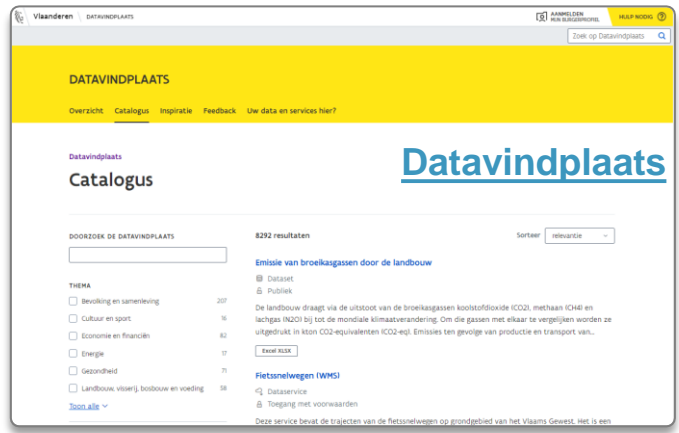 Vlaanderen DATAVINDPLAATS
AANMELDEN
MIJN BURGERPROFIEL
HULP NODIG
Zoek op Datavindplaats
DATAVINDPLAATS
Overzicht Catalogus Inspiratie Feedback Uw data en services hier?
Datavindplaats
Datavindplaats
Catalogus
DOORZOEK DE DATAVINDPLAATS
8292 resultaten
Sorteer relevantie
Emissie van broeikasgassen door de landbouw
Dataset
Publiek
De landbouw draagt via de uitstoot van de broeikasgassen koolstofdioxide (CO2), methaan (CH4) en
lachgas (N2O) bij tot de mondiale klimaatverandering. Om die gassen met elkaar te vergelijken worden ze
uitgedrukt in kton CO2-equivalenten (CO2-eq). Emissies ten gevolge van productie en transport van...
Excel XLSX
Fietssnelwegen (WMS)
Dataservice
Toegang met voorwaarden
Deze service bevat de trajecten van de fietssnelwegen op grondgebied van het Vlaams Gewest. Het is een
THEMA
Bevolking en samenleving 207
Cultuur en sport 16
Economie en financiën 82
Energie 17
Gezondheid 71
Landbouw, visserij, bosbouw en voeding 58
Toon alle